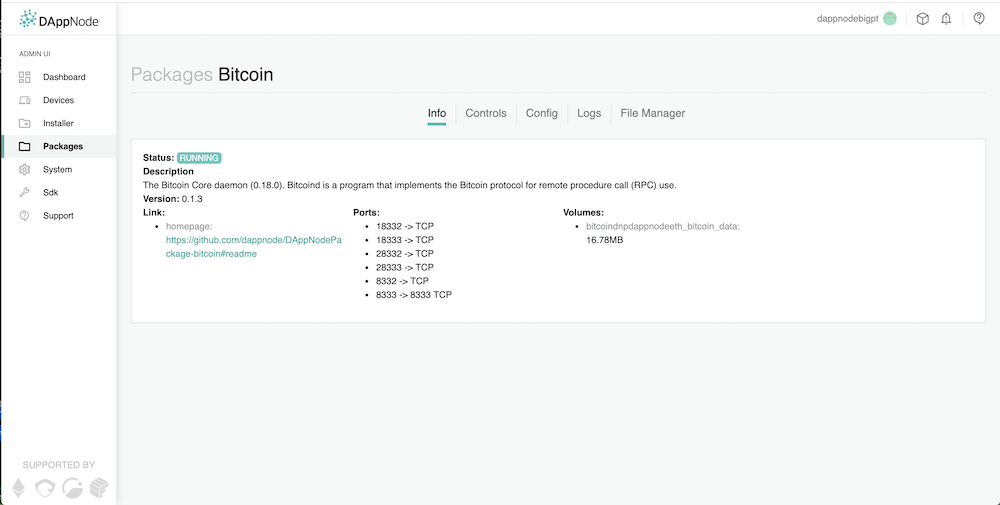 DAppNode
dappnodebigpt
ADMIN UI
Dashboard
Devices
Installer
Packages
System
Sdk
Support
SUPPORTED BY
Packages Bitcoin
Info Controls Config Logs File Manager
Status: RUNNING
Description
The Bitcoin Core daemon (0.18.0). Bitcoind is a program that implements the Bitcoin protocol for remote procedure call (RPC) use.
Version: 0.1.3
Link:
• homepage:
https://github.com/dappnode/DAppNodePa
ckage-bitcoin#readme
Ports:
• 18332 -> TCP
• 18333 -> TCP
• 28332 -> TCP
• 28333 -> TCP
• 8332 -> TCP
• 8333 -> 8333 TCP
Volumes:
• bitcoindnpdappnodeeth_bitcoin_data:
16.78MB